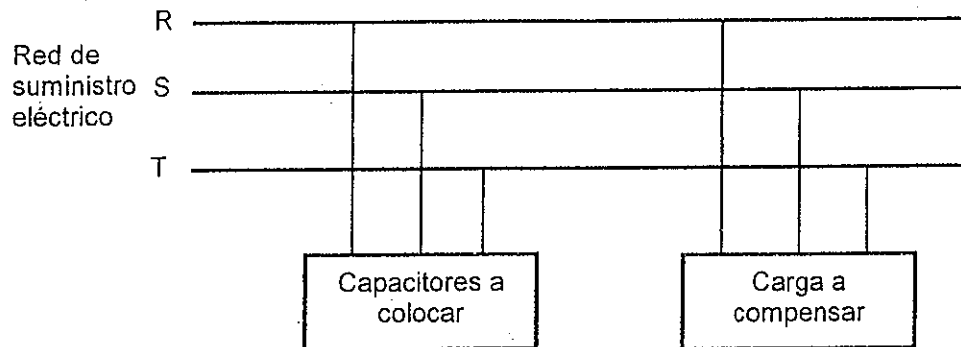 R
Red de
suministro
eléctrico
S
T
Capacitores a
colocar
Carga a
compensar